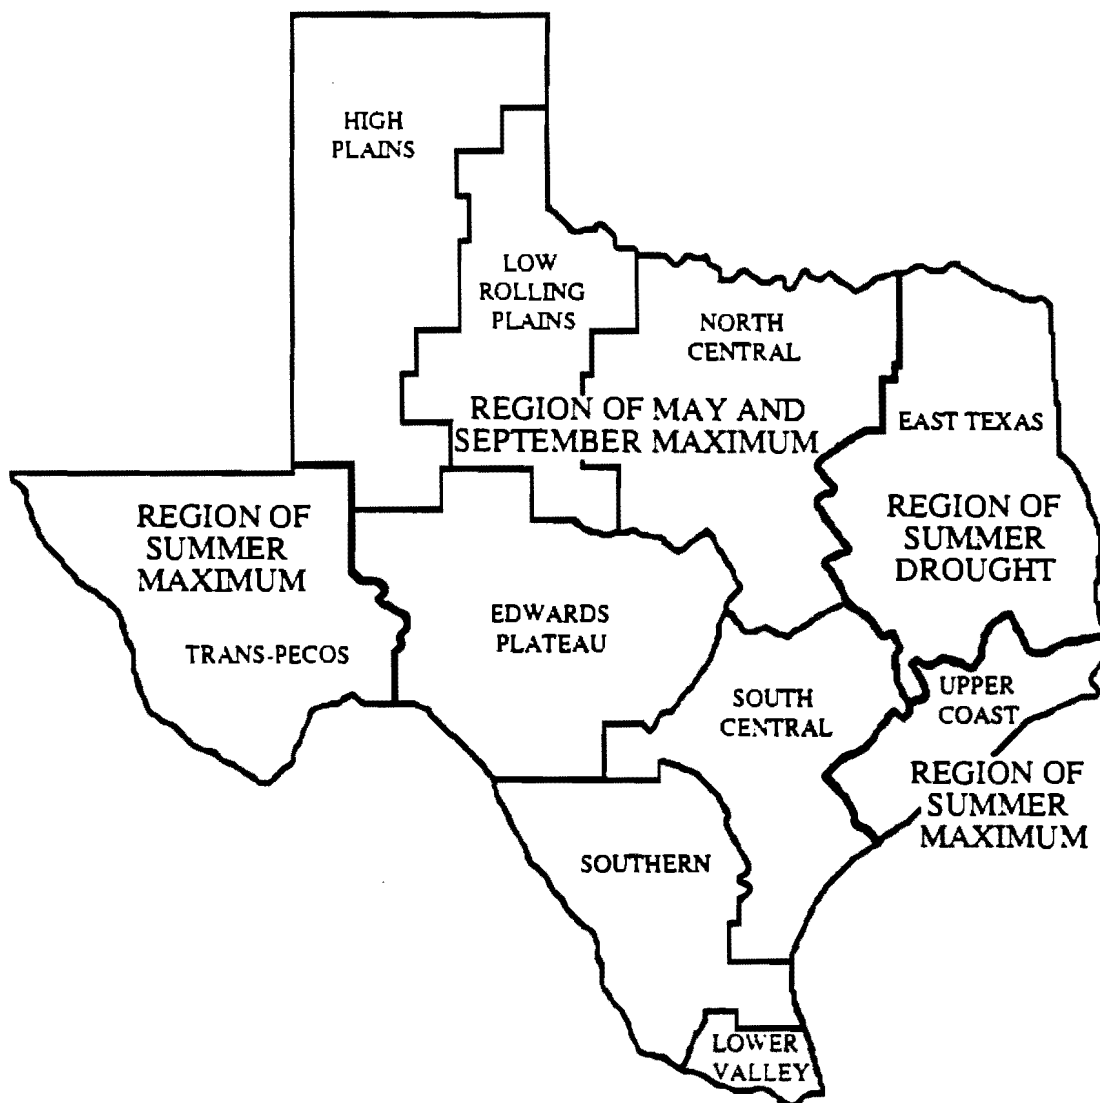 HIGH
PLAINS
LOW
ROLLING
PLAINS
NORTH
CENTRAL
REGION OF MAY AND
SEPTEMBER MAXIMUM
EAST TEXAS
REGION OF
SUMMER
DROUGHT
REGION OF
SUMMER
MAXIMUM
TRANS-PECOS
EDWARDS
PLATEAU
SOUTH
CENTRAL
UPPER
COAST
REGION OF
SUMMER
MAXIMUM
SOUTHERN
LOWER
VALLEY